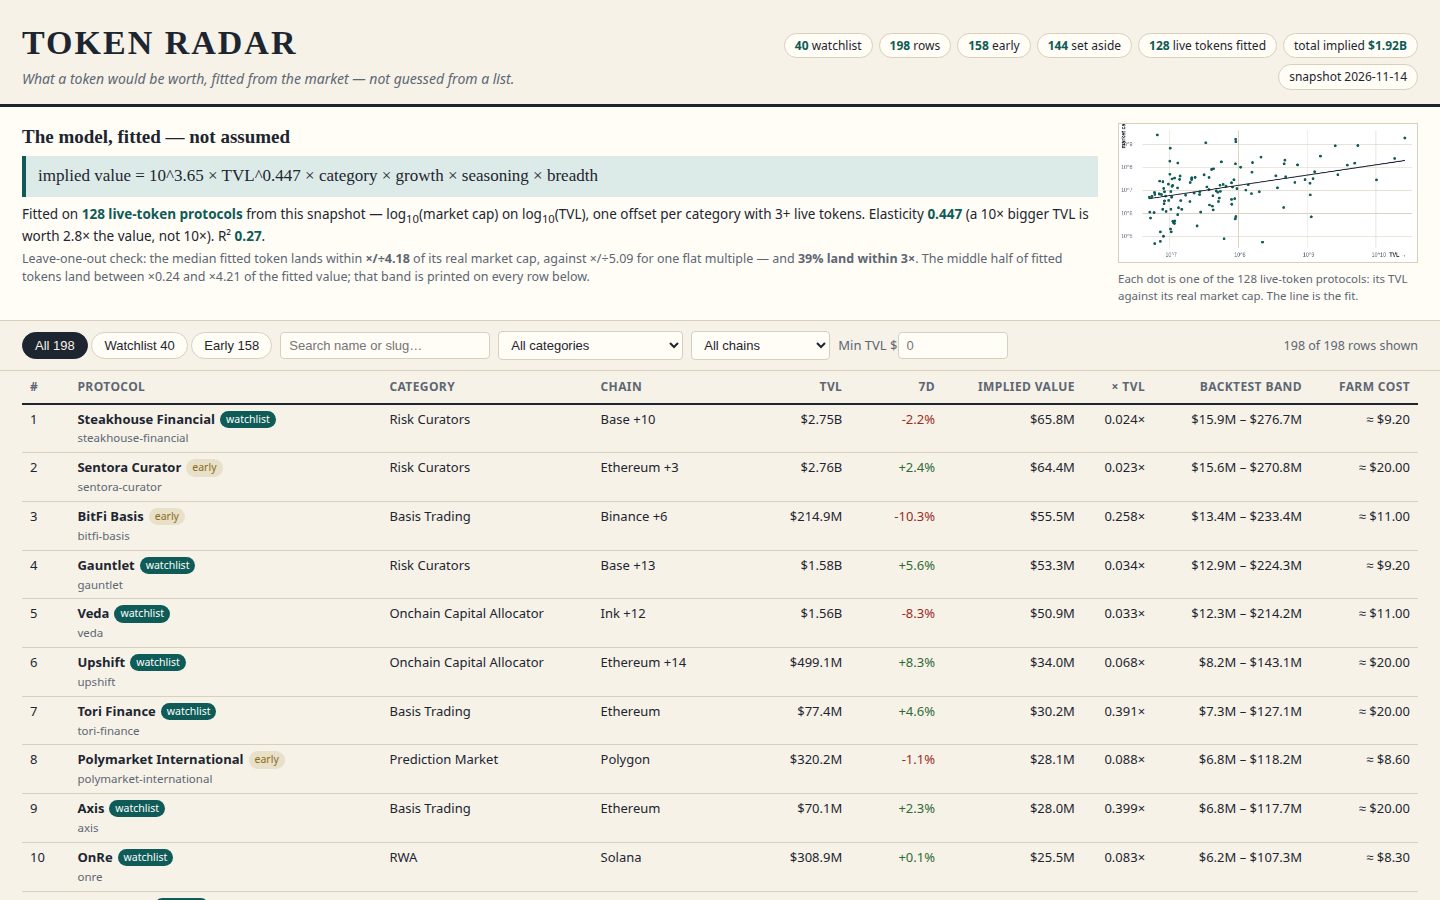 TOKEN RADAR
What a token would be worth, fitted from the market — not guessed from a list.
40 watchlist 198 rows 158 early 144 set aside 128 live tokens fitted total implied $1.92B
snapshot 2026-11-14
The model, fitted — not assumed
implied value = 10^3.65 × TVL^0.447 × category × growth × seasoning × breadth
Fitted on 128 live-token protocols from this snapshot — log10(market cap) on log10(TVL), one offset per category with 3+ live tokens. Elasticity 0.447 (a 10× bigger TVL is
worth 2.8× the value, not 10×). R² 0.27.
Leave-one-out check: the median fitted token lands within ×/÷4.18 of its real market cap, against ×/÷5.09 for one flat multiple — and 39% land within 3×. The middle half of fitted
tokens land between ×0.24 and ×4.21 of the fitted value; that band is printed on every row below.
10^7 10^8 10^9 10^10 TVL
Each dot is one of the 128 live-token protocols: its TVL
against its real market cap. The line is the fit.
All 198 Watchlist 40 Early 158 Search name or slug… All categories All chains Min TVL $ 0 198 of 198 rows shown
# PROTOCOL CATEGORY CHAIN TVL 7D IMPLIED VALUE × TVL BACKTEST BAND FARM COST
1 Steakhouse Financial watchlist Risk Curators Base +10 $2.75B -2.2% $65.8M 0.024× $15.9M – $276.7M ≈ $9.20
steakhouse-financial
2 Sentora Curator early Risk Curators Ethereum +3 $2.76B +2.4% $64.4M 0.023× $15.6M – $270.8M ≈ $20.00
sentora-curator
3 BitFi Basis early Basis Trading Binance +6 $214.9M -10.3% $55.5M 0.258× $13.4M – $233.4M ≈ $11.00
bitfi-basis
4 Gauntlet watchlist Risk Curators Base +13 $1.58B +5.6% $53.3M 0.034× $12.9M – $224.3M ≈ $9.20
gauntlet
5 Veda watchlist Onchain Capital Allocator Ink +12 $1.56B -8.3% $50.9M 0.033× $12.3M – $214.2M ≈ $11.00
veda
6 Upshift watchlist Onchain Capital Allocator Ethereum +14 $499.1M +8.3% $34.0M 0.068× $8.2M – $143.1M ≈ $20.00
upshift
7 Tori Finance watchlist Basis Trading Ethereum $77.4M +4.6% $30.2M 0.391× $7.3M – $127.1M ≈ $20.00
tori-finance
8 Polymarket International early Prediction Market Polygon $320.2M -1.1% $28.1M 0.088× $6.8M – $118.2M ≈ $8.60
polymarket-international
9 Axis watchlist Basis Trading Ethereum $70.1M +2.3% $28.0M 0.399× $6.8M – $117.7M ≈ $20.00
axis
10 OnRe watchlist RWA Solana $308.9M +0.1% $25.5M 0.083× $6.2M – $107.3M ≈ $8.30
onre